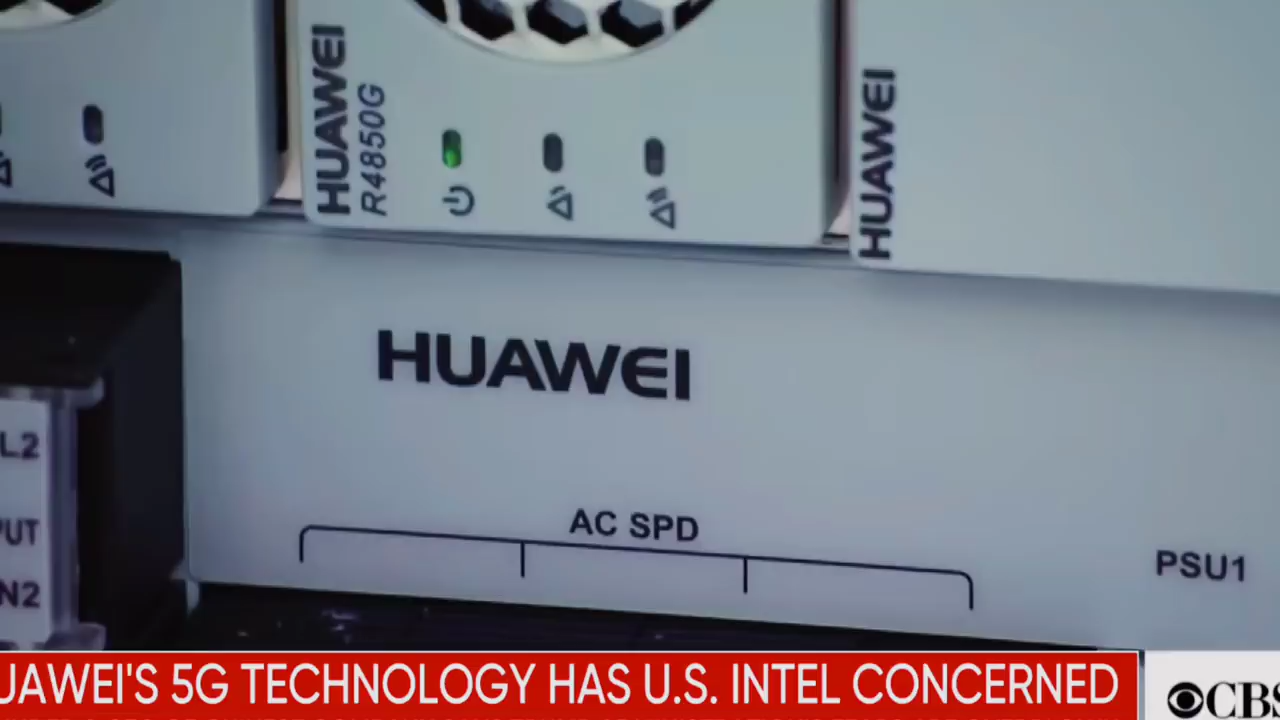 HUAWEI
R4850G
HUAWEI
HUAWEI
AC SPD
PSU1
L2
PUT
N2
UAWEI'S 5G TECHNOLOGY HAS U.S. INTEL CONCERNED
CBS